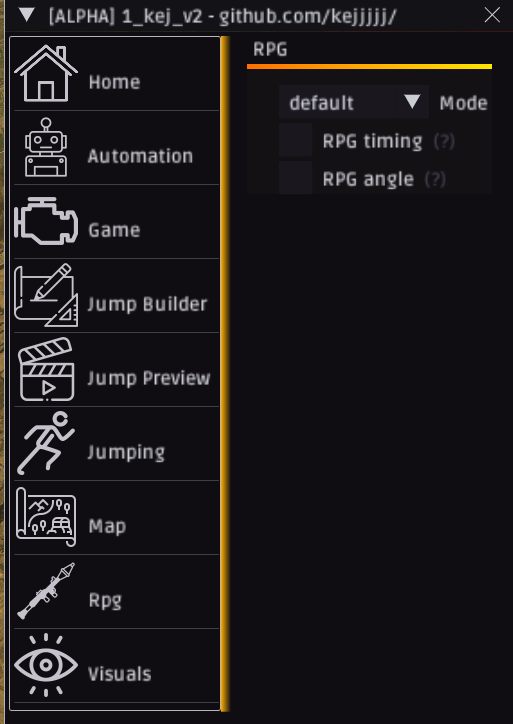 [ALPHA] 1_kej_v2 - github.com/kejjjjj/
Home
Automation
Game
Jump Builder
Jump Preview
Jumping
Map
Rpg
Visuals
RPG
default Mode
RPG timing (?)
RPG angle (?)